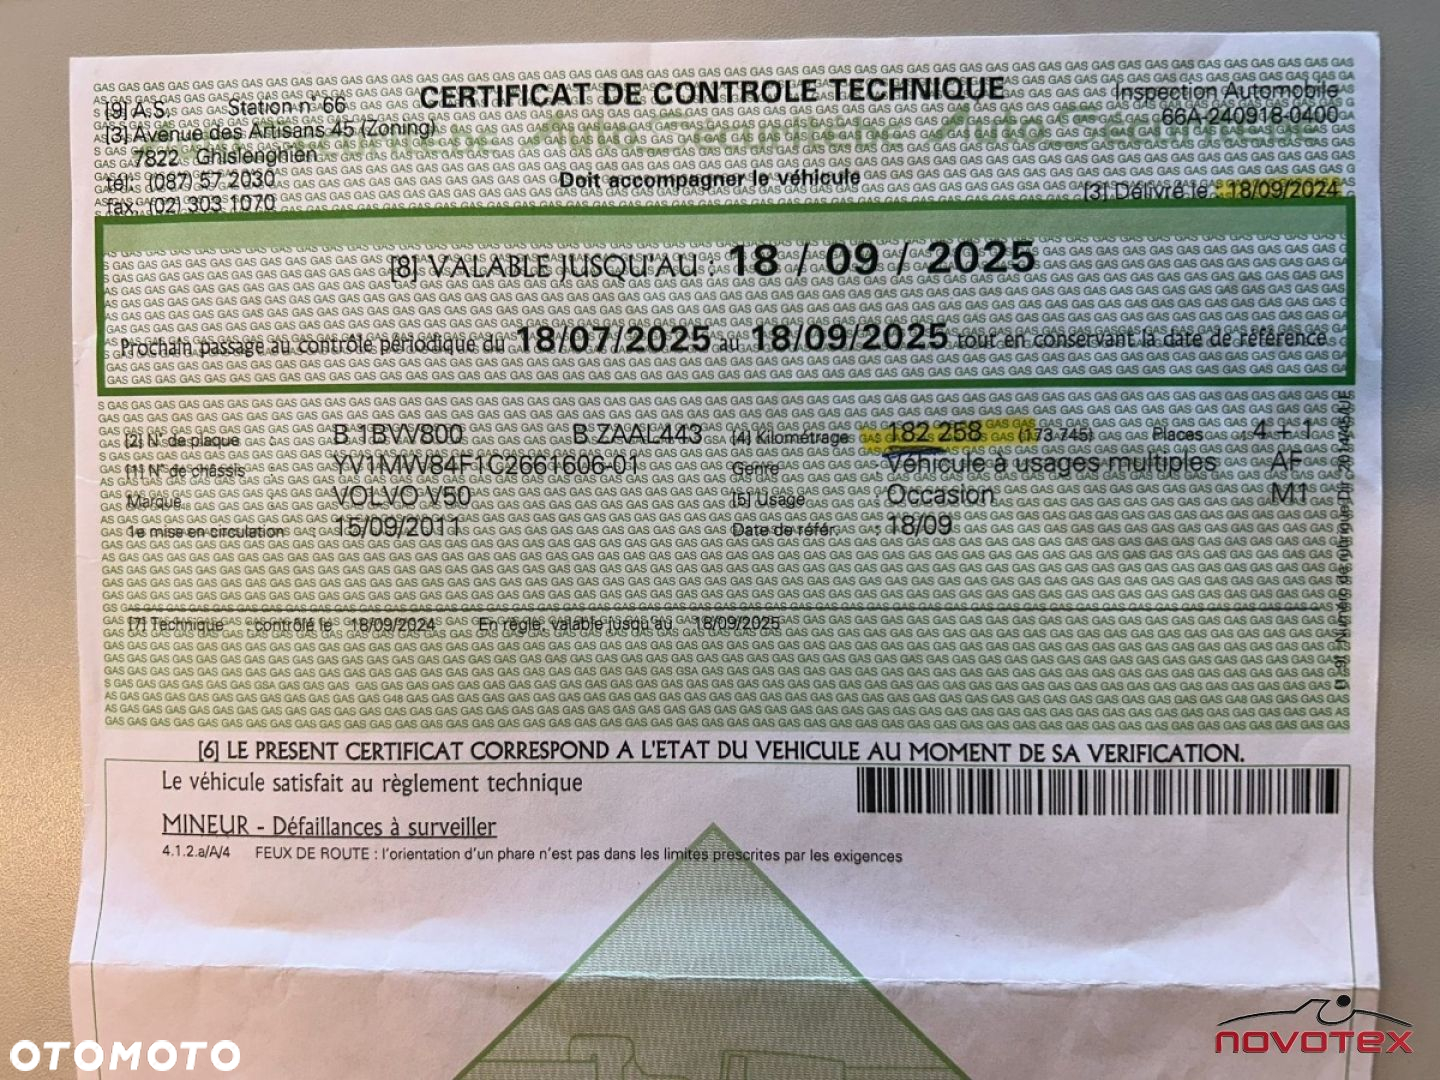 [9] A.S. Station n° 66
CERTIFICAT DE CONTROLE TECHNIQUE
Inspection Automobile
[3] Avenue des Artisans 45 (Zoning)
66A-240918-0400
7822 Ghislenghien
tél: (087) 57 2030
Doit accompagner le véhicule
[3] Délivré le : 18/09/2024
fax. (02) 303 1070
[8] VALABLE JUSQU'AU : 18 / 09 / 2025
Prochain passage au contrôle périodique du 18/07/2025 au 18/09/2025 tout en conservant la date de référence
[2] N° de plaque : B 1BVV800 B ZAAL443 [4] Kilométrage 182 258 (173 745) Places 4 + 1
[1] N° de châssis : YV1MW84F1C2661606-01 Genre : Véhicule à usages multiples AF
Marque : VOLVO V50 [5] Usage : Occasion M1
1e mise en circulation : 15/09/2011 Date de référ. : 18/09
[7] Technique contrôlé le 18/09/2024 En règle, valable jusqu'au 18/09/2025
[6] LE PRESENT CERTIFICAT CORRESPOND A L'ETAT DU VEHICULE AU MOMENT DE SA VERIFICATION.
Le véhicule satisfait au règlement technique
MINEUR - Défaillances à surveiller
4.1.2.a/A/4 FEUX DE ROUTE : l'orientation d'un phare n'est pas dans les limites prescrites par les exigences
NOVOTEX
OTOMOTO